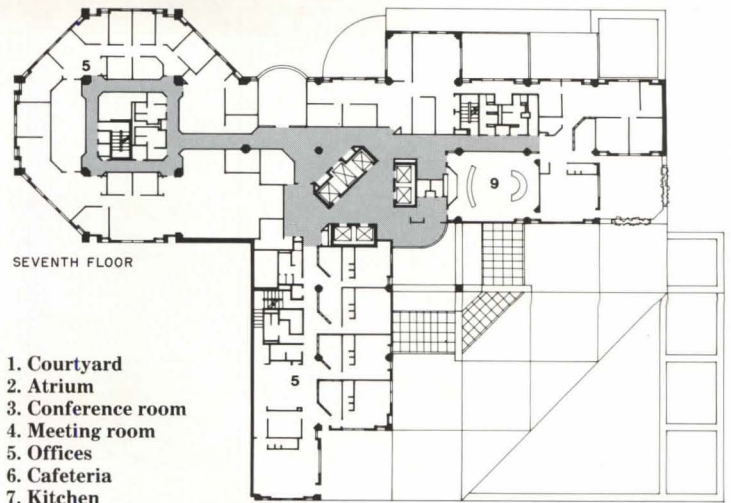 5
9
SEVENTH FLOOR
5
1. Courtyard
2. Atrium
3. Conference room
4. Meeting room
5. Offices
6. Cafeteria
7. Kitchen